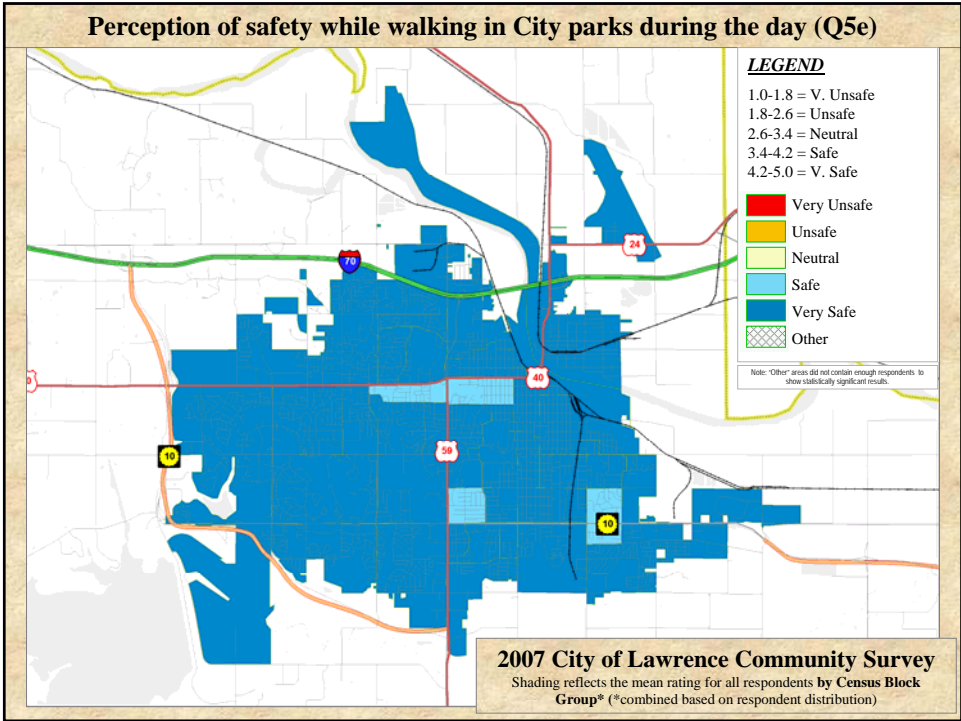 Perception of safety while walking in City parks during the day (Q5e)
LEGEND
1.0-1.8 = V. Unsafe
1.8-2.6 = Unsafe
2.6-3.4 = Neutral
3.4-4.2 = Safe
4.2-5.0 = V. Safe
Very Unsafe
Unsafe
Neutral
Safe
Very Safe
Other
Note: "Other" areas did not contain enough respondents to
show statistically significant results.
24
70
0
40
59
10
10
2007 City of Lawrence Community Survey
Shading reflects the mean rating for all respondents by Census Block
Group* (*combined based on respondent distribution)